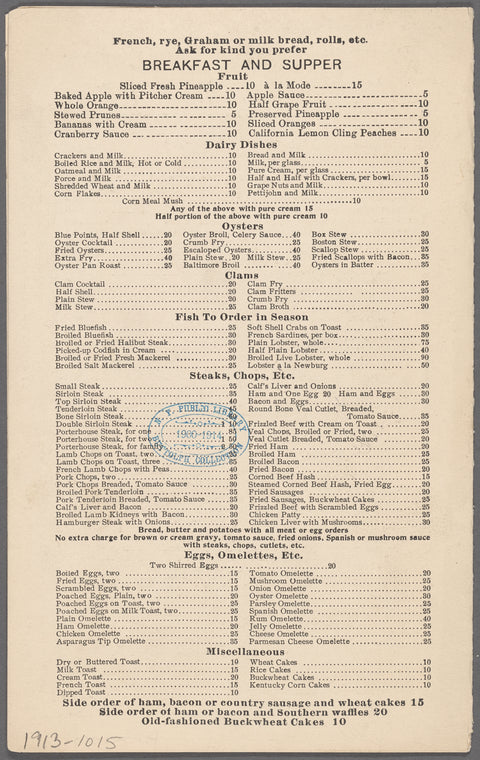 French, rye, Graham or milk bread, rolls, etc.
Ask for kind you prefer
BREAKFAST AND SUPPER
Fruit
Sliced Fresh Pineapple 10 à la Mode 15
Baked Apple with Pitcher Cream 10 Apple Sauce 5
Whole Orange 10 Half Grape Fruit 10
Stewed Prunes 5 Preserved Pineapple 5
Bananas with Cream 10 Sliced Oranges 10
Cranberry Sauce 10 California Lemon Cling Peaches 10
Dairy Dishes
Crackers and Milk 10 Bread and Milk 10
Boiled Rice and Milk, Hot or Cold 10 Milk, per glass 5
Oatmeal and Milk 10 Pure Cream, per glass 15
Force and Milk 10 Half and Half with Crackers, per bowl 15
Shredded Wheat and Milk 10 Grape Nuts and Milk 10
Corn Flakes 10 Pettijohn and Milk 10
Corn Meal Mush 10
Any of the above with pure cream 15
Half portion of the above with pure cream 10
Oysters
Blue Points, Half Shell 20 Oyster Broil, Celery Sauce 40 Box Stew 30
Oyster Cocktail 20 Crumb Fry 25 Boston Stew 25
Fried Oysters 25 Escaloped Oysters 40 Scallop Stew 25
Extra Fry 40 Plain Stew 20 Milk Stew 25 Fried Scallops with Bacon 35
Oyster Pan Roast 25 Baltimore Broil 40 Oysters in Batter 35
Clams
Clam Cocktail 20 Clam Fry 25
Half Shell 20 Clam Fritters 25
Plain Stew 20 Crumb Fry 30
Milk Stew 25 Clam Broth 20
Fish To Order in Season
Fried Bluefish 25 Soft Shell Crabs on Toast 35
Broiled Bluefish 30 French Sardines, per box 30
Broiled or Fried Halibut Steak 30 Plain Lobster, whole 75
Picked-up Codfish in Cream 20 Half Plain Lobster 40
Broiled or Fried Fresh Mackerel 30 Broiled Live Lobster, whole 90
Broiled Salt Mackerel 25 Lobster a la Newburg 50
Steaks, Chops, Etc.
Small Steak 25 Calf's Liver and Onions 20
Sirloin Steak 35 Ham and One Egg 20 Ham and Eggs 30
Top Sirloin Steak 40 Bacon and Eggs 30
Tenderloin Steak 45 Round Bone Veal Cutlet, Breaded,
Broiled Sirloin Steak Tomato Sauce 35
Double Sirloin Steak Frizzled Beef with Cream on Toast 20
Porterhouse Steak, for one Veal Chops, Broiled or Fried, two
Porterhouse Steak, for two 50 Veal Cutlet Breaded, Tomato Sauce 20
Porterhouse Steak, for Fried Ham 20
Lamb Chops on Toast, two Broiled Ham 25
Lamb Chops on Toast, three 35 Broiled Bacon 25
French Lamb Chops with Peas 40 Fried Bacon 20
Pork Chops, two 25 Corned Beef Hash 15
Pork Chops Breaded, Tomato Sauce 30 Steamed Corned Beef Hash, Fried Egg 20
Broiled Pork Tenderloin 35 Fried Sausages 20
Pork Tenderloin Breaded, Tomato Sauce 35 Fried Sausages, Buckwheat Cakes 25
Calf's Liver and Bacon 20 Frizzled Beef with Scrambled Eggs 25
Broiled Lamb Kidneys with Bacon 30 Chicken Patty 25
Hamburger Steak with Onions 25 Chicken Liver with Mushrooms 30
Bread, butter and potatoes with all meat or egg orders
No extra charge for brown or cream gravy, tomato sauce, fried onions, Spanish or mushroom sauce
with steaks, chops, cutlets, etc.
Eggs, Omelettes, Etc.
Two Shirred Eggs 20
Boiled Eggs, two 15 Tomato Omelette 20
Fried Eggs, two 15 Mushroom Omelette 25
Scrambled Eggs, two 15 Onion Omelette 20
Poached Eggs, Plain, two 20 Oyster Omelette 30
Poached Eggs on Toast, two 25 Parsley Omelette 25
Poached Eggs on Milk Toast, two 25 Spanish Omelette 25
Plain Omelette 15 Rum Omelette 40
Ham Omelette 20 Jelly Omelette 25
Chicken Omelette 25 Cheese Omelette 25
Asparagus Tip Omelette 35 Parmesan Cheese Omelette 25
Miscellaneous
Dry or Buttered Toast 10 Wheat Cakes 10
Milk Toast 15 Rice Cakes 10
Cream Toast 20 Buckwheat Cakes 10
French Toast 15 Kentucky Corn Cakes 10
Dipped Toast 10
Side order of ham, bacon or country sausage and wheat cakes 15
Side order of ham or bacon and Southern waffles 20
Old-fashioned Buckwheat Cakes 10
N. Y. PUBLIC LIBRARY
BUTTOLPH COLLECTION
1913-1015